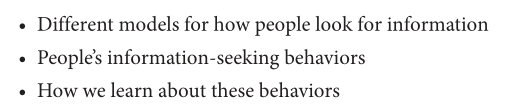 • Different models for how people look for information
• People’s information-seeking behaviors
• How we learn about these behaviors